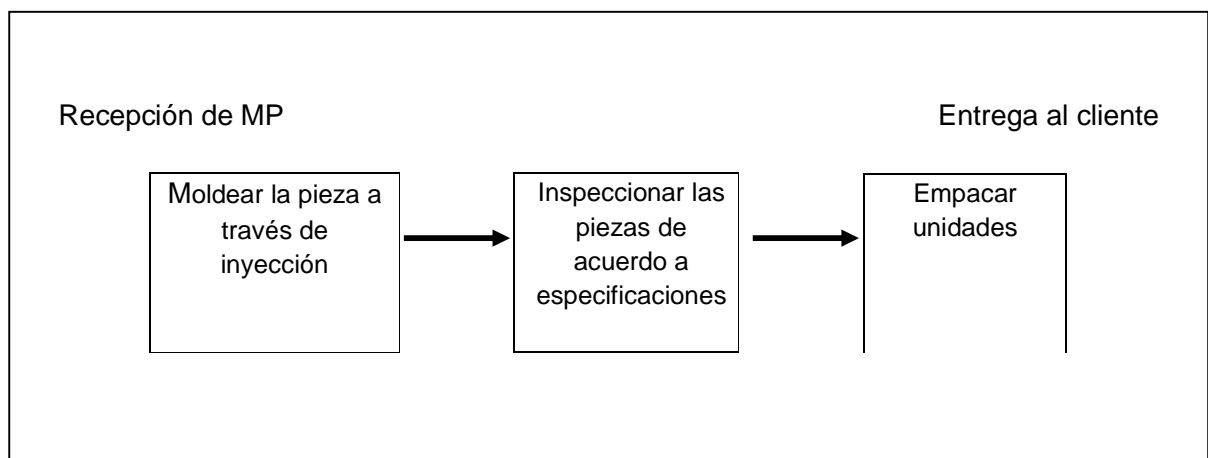 Recepción de MP
Entrega al cliente
Moldear la pieza a
través de
inyección
Inspeccionar las
piezas de
acuerdo a
especificaciones
Empacar
unidades